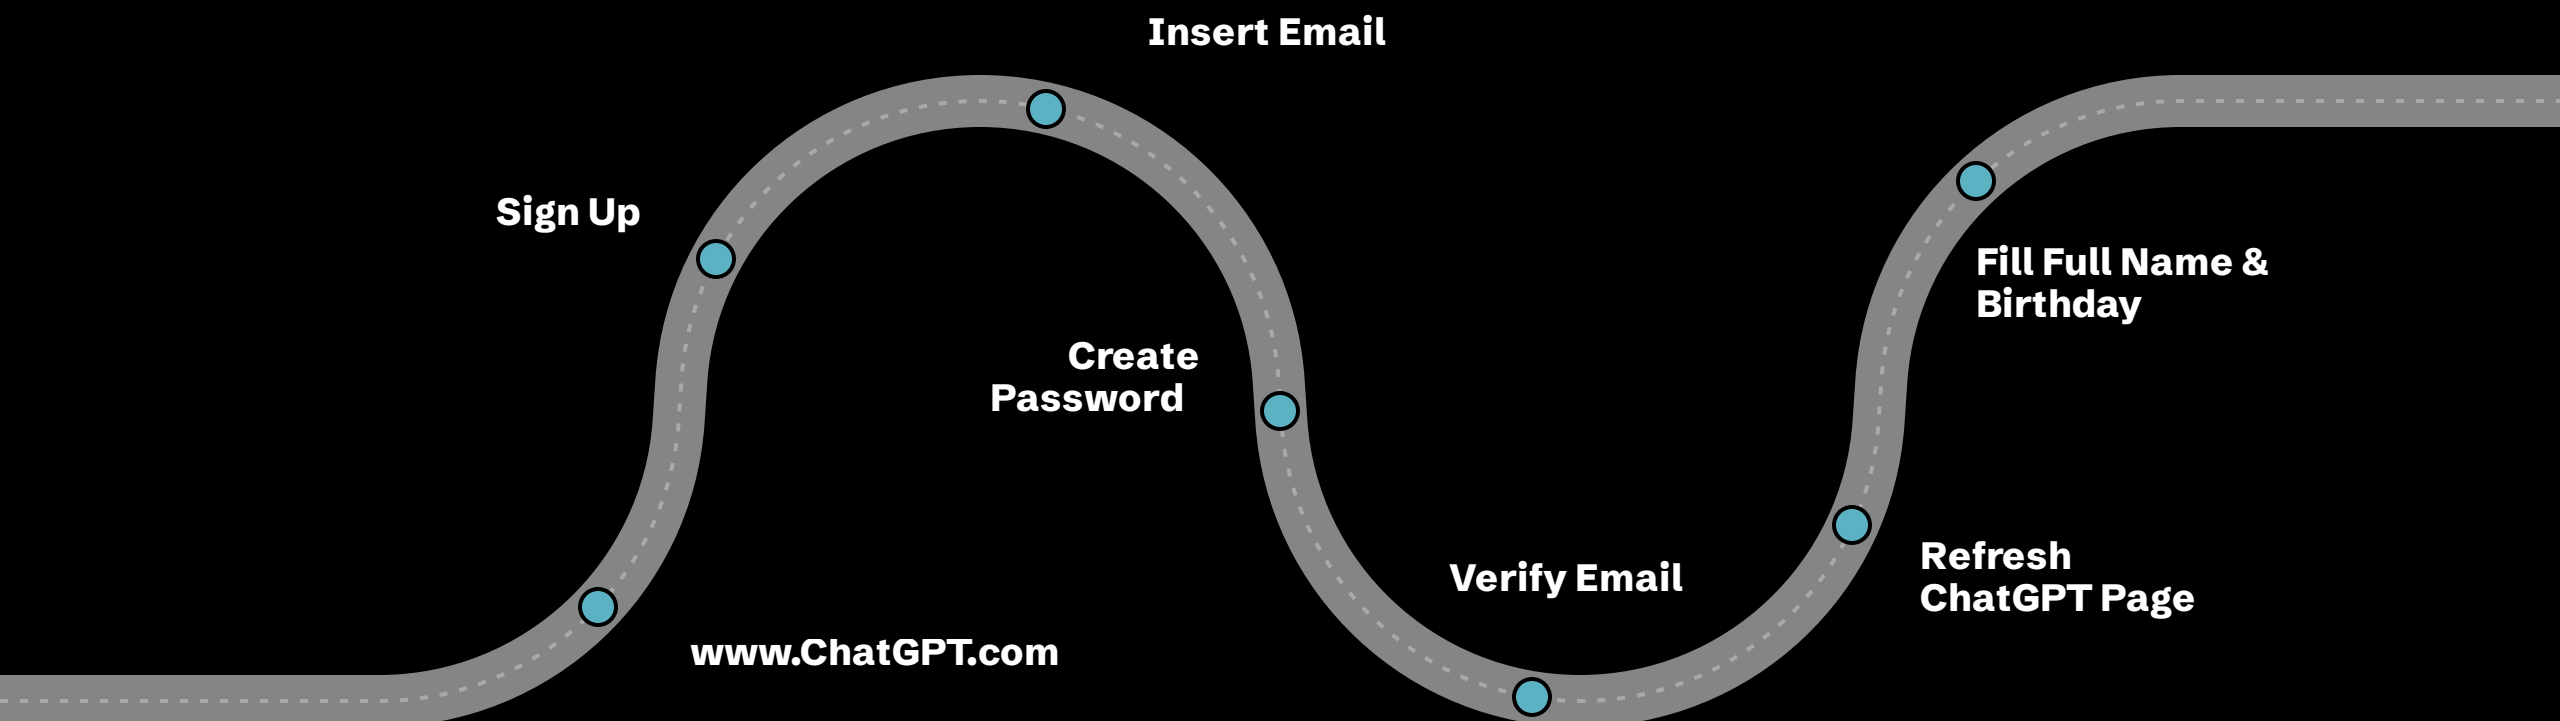 www.ChatGPT.com
Sign Up
Insert Email
Create
Password
Verify Email
Refresh
ChatGPT Page
Fill Full Name &
Birthday